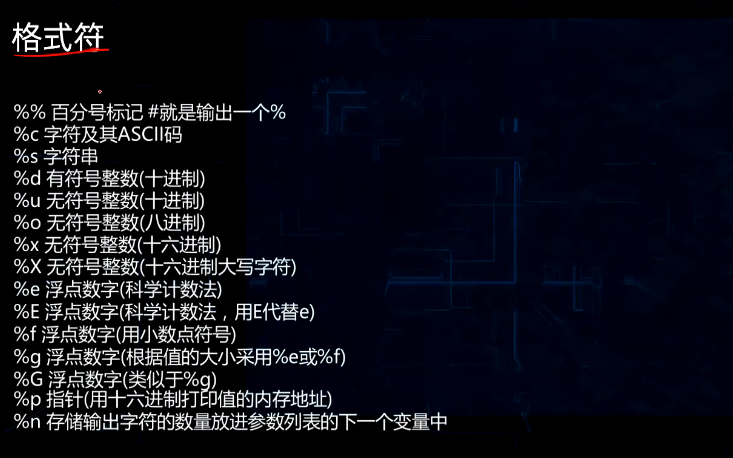 格式符
%% 百分号标记 #就是输出一个%
%c 字符及其ASCII码
%s 字符串
%d 有符号整数(十进制)
%u 无符号整数(十进制)
%o 无符号整数(八进制)
%x 无符号整数(十六进制)
%X 无符号整数(十六进制大写字符)
%e 浮点数字(科学计数法)
%E 浮点数字(科学计数法，用E代替e)
%f 浮点数字(用小数点符号)
%g 浮点数字(根据值的大小采用%e或%f)
%G 浮点数字(类似于%g)
%p 指针(用十六进制打印值的内存地址)
%n 存储输出字符的数量放进参数列表的下一个变量中